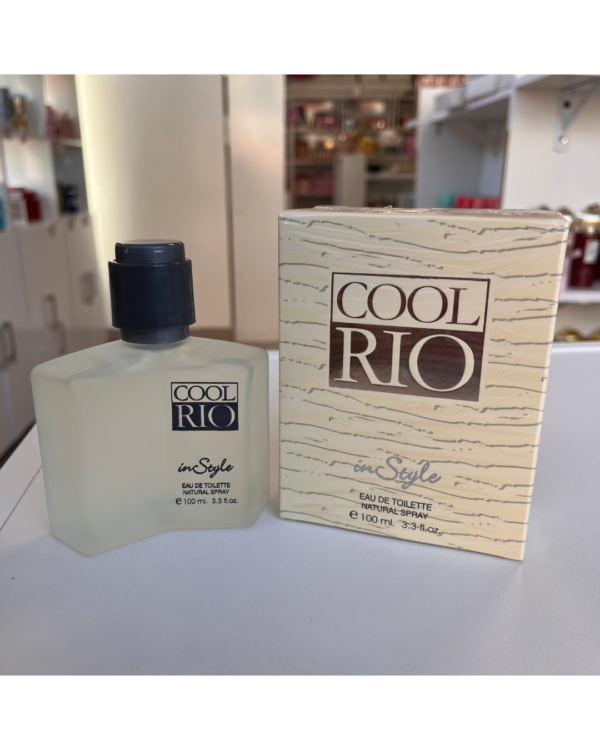 COOL
RIO
inStyle
EAU DE TOILETTE
NATURAL SPRAY
e 100 ml. 3.3 fl.oz.
COOL
RIO
inStyle
EAU DE TOILETTE
NATURAL SPRAY
e 100 ml. 3.3 fl.oz.